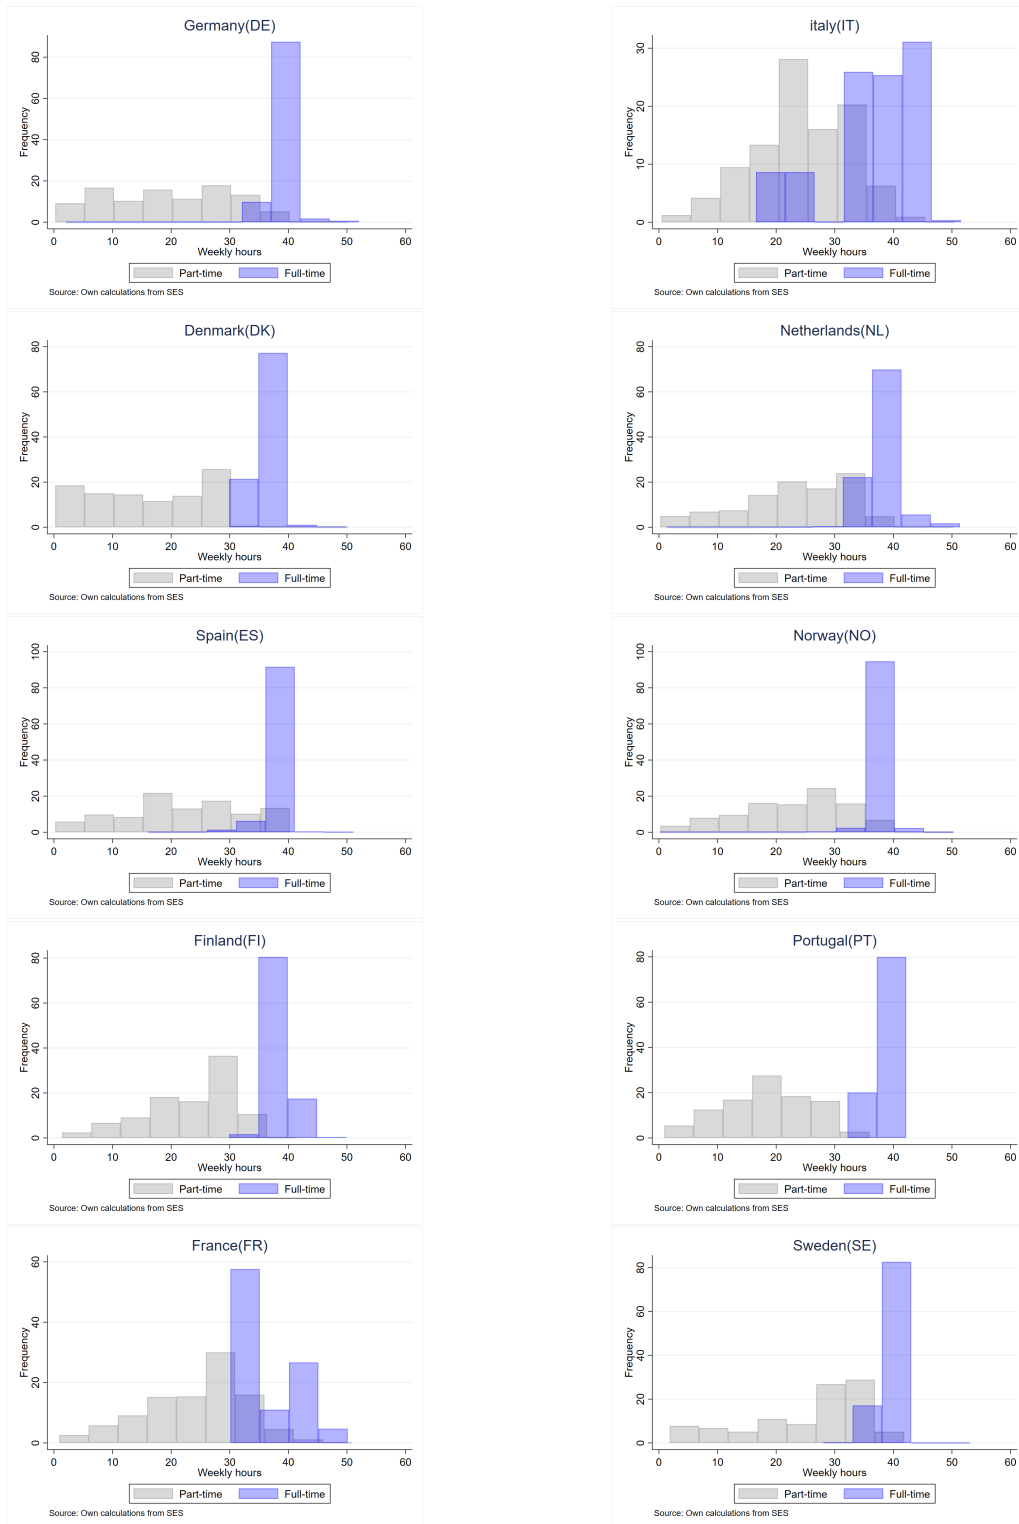 Germany(DE)
Frequency
80
60
40
20
0
0 10 20 30 40 50 60
Weekly hours
Part-time Full-time
Source: Own calculations from SES
italy(IT)
Frequency
30
20
10
0
0 10 20 30 40 50 60
Weekly hours
Part-time Full-time
Source: Own calculations from SES
Denmark(DK)
Frequency
80
60
40
20
0
0 10 20 30 40 50 60
Weekly hours
Part-time Full-time
Source: Own calculations from SES
Netherlands(NL)
Frequency
80
60
40
20
0
0 10 20 30 40 50 60
Weekly hours
Part-time Full-time
Source: Own calculations from SES
Spain(ES)
Frequency
100
80
60
40
20
0
0 10 20 30 40 50 60
Weekly hours
Part-time Full-time
Source: Own calculations from SES
Norway(NO)
Frequency
100
80
60
40
20
0
0 10 20 30 40 50 60
Weekly hours
Part-time Full-time
Source: Own calculations from SES
Finland(FI)
Frequency
80
60
40
20
0
0 10 20 30 40 50 60
Weekly hours
Part-time Full-time
Source: Own calculations from SES
Portugal(PT)
Frequency
80
60
40
20
0
0 10 20 30 40 50 60
Weekly hours
Part-time Full-time
Source: Own calculations from SES
France(FR)
Frequency
60
40
20
0
0 10 20 30 40 50 60
Weekly hours
Part-time Full-time
Source: Own calculations from SES
Sweden(SE)
Frequency
80
60
40
20
0
0 10 20 30 40 50 60
Weekly hours
Part-time Full-time
Source: Own calculations from SES